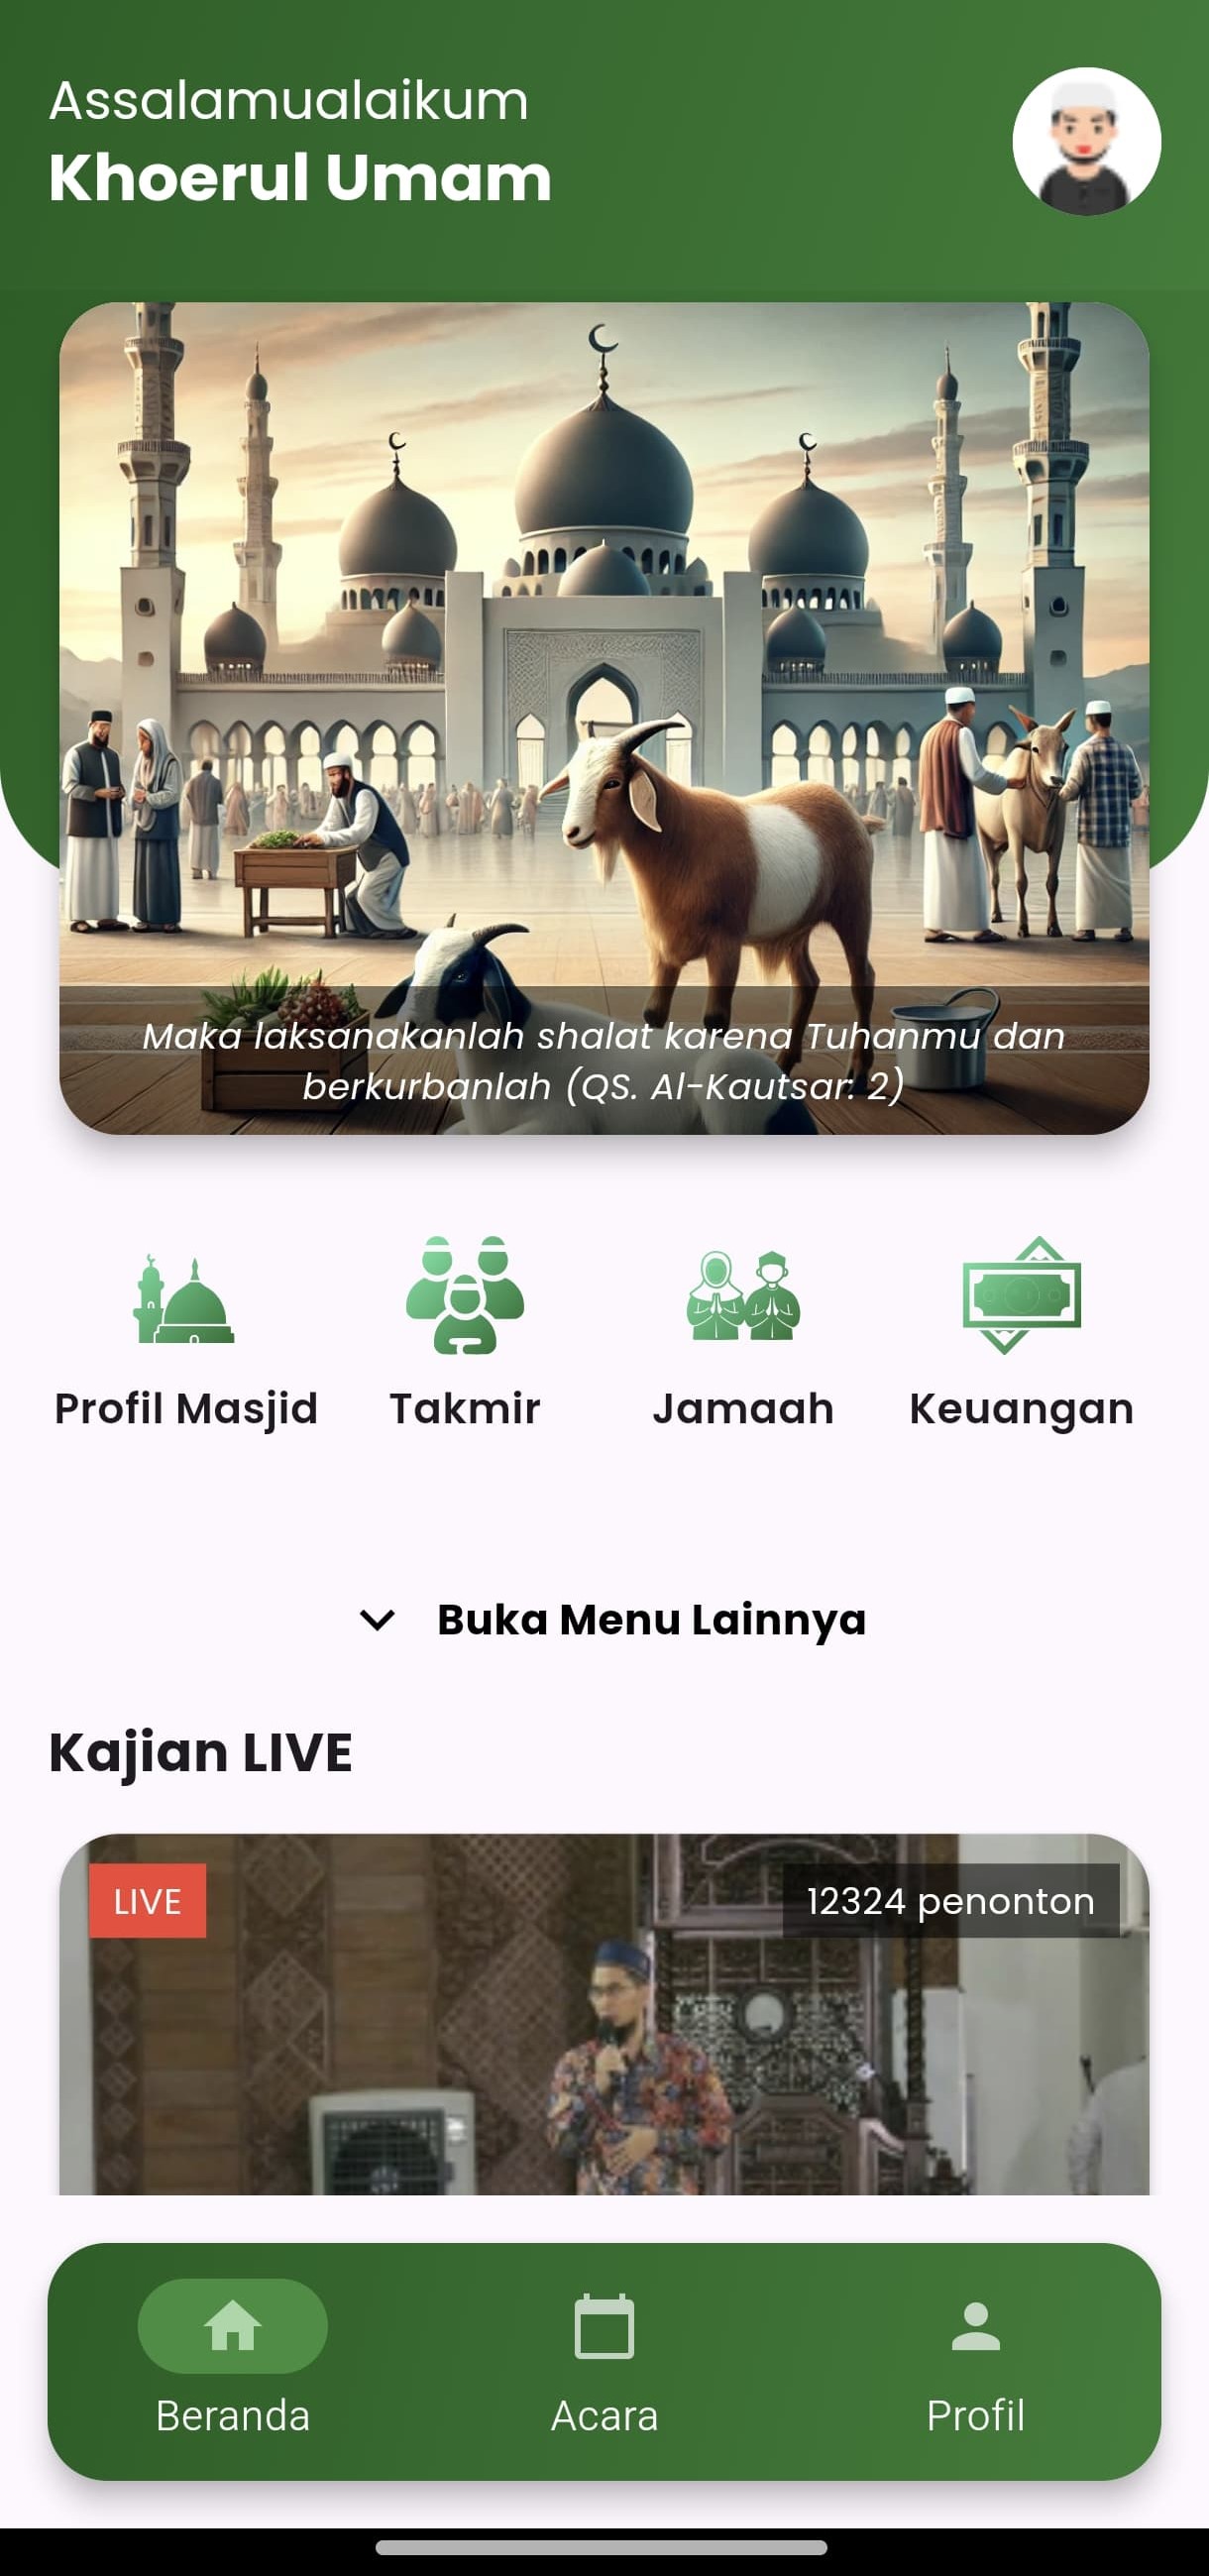 Assalamualaikum
Khoerul Umam
Maka laksanakanlah shalat karena Tuhanmu dan
berkurbanlah (QS. Al-Kautsar: 2)
Profil Masjid
Takmir
Jamaah
Keuangan
Buka Menu Lainnya
Kajian LIVE
LIVE
12324 penonton
Beranda
Acara
Profil